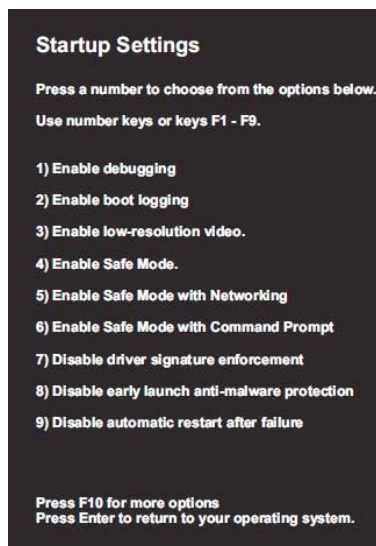 Startup Settings
Press a number to choose from the options below.
Use number keys or keys F1 - F9.
1) Enable debugging
2) Enable boot logging
3) Enable low-resolution video.
4) Enable Safe Mode.
5) Enable Safe Mode with Networking
6) Enable Safe Mode with Command Prompt
7) Disable driver signature enforcement
8) Disable early launch anti-malware protection
9) Disable automatic restart after failure
Press F10 for more options
Press Enter to return to your operating system.